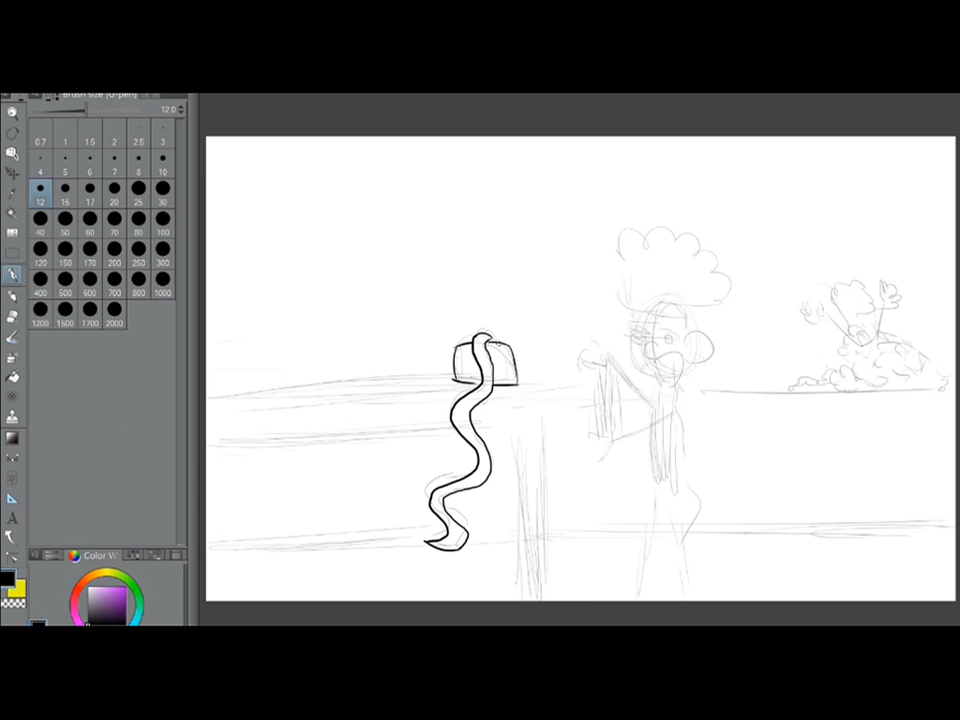 Brush size [G-pen]
12.0
0.7 1 1.5 2 2.5 3
4 5 6 7 8 10
12 15 17 20 25 30
40 50 60 70 80 100
120 150 170 200 250 300
400 500 600 700 800 1000
1200 1500 1700 2000
Color W